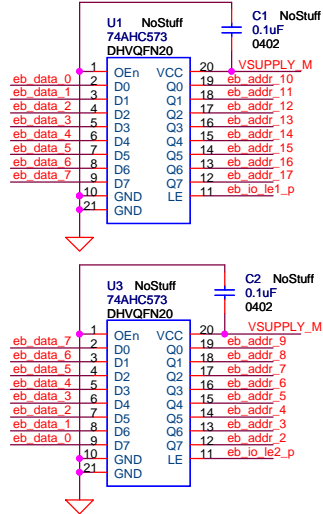 U1 NoStuff
74AHC573
DHVQFN20
C1 NoStuff
0.1uF
0402
1 OEn VCC 20 VSUPPLY_M
eb_data_0 2 D0 Q0 19 eb_addr_10
eb_data_1 3 D1 Q1 18 eb_addr_11
eb_data_2 4 D2 Q2 17 eb_addr_12
eb_data_3 5 D3 Q3 16 eb_addr_13
eb_data_4 6 D4 Q4 15 eb_addr_14
eb_data_5 7 D5 Q5 14 eb_addr_15
eb_data_6 8 D6 Q6 13 eb_addr_16
eb_data_7 9 D7 Q7 12 eb_addr_17
10 GND LE 11 eb_io_le1_p
21 GND
U3 NoStuff
74AHC573
DHVQFN20
C2 NoStuff
0.1uF
0402
1 OEn VCC 20 VSUPPLY_M
eb_data_7 2 D0 Q0 19 eb_addr_9
eb_data_6 3 D1 Q1 18 eb_addr_8
eb_data_5 4 D2 Q2 17 eb_addr_7
eb_data_4 5 D3 Q3 16 eb_addr_6
eb_data_3 6 D4 Q4 15 eb_addr_5
eb_data_2 7 D5 Q5 14 eb_addr_4
eb_data_1 8 D6 Q6 13 eb_addr_3
eb_data_0 9 D7 Q7 12 eb_addr_2
10 GND LE 11 eb_io_le2_p
21 GND